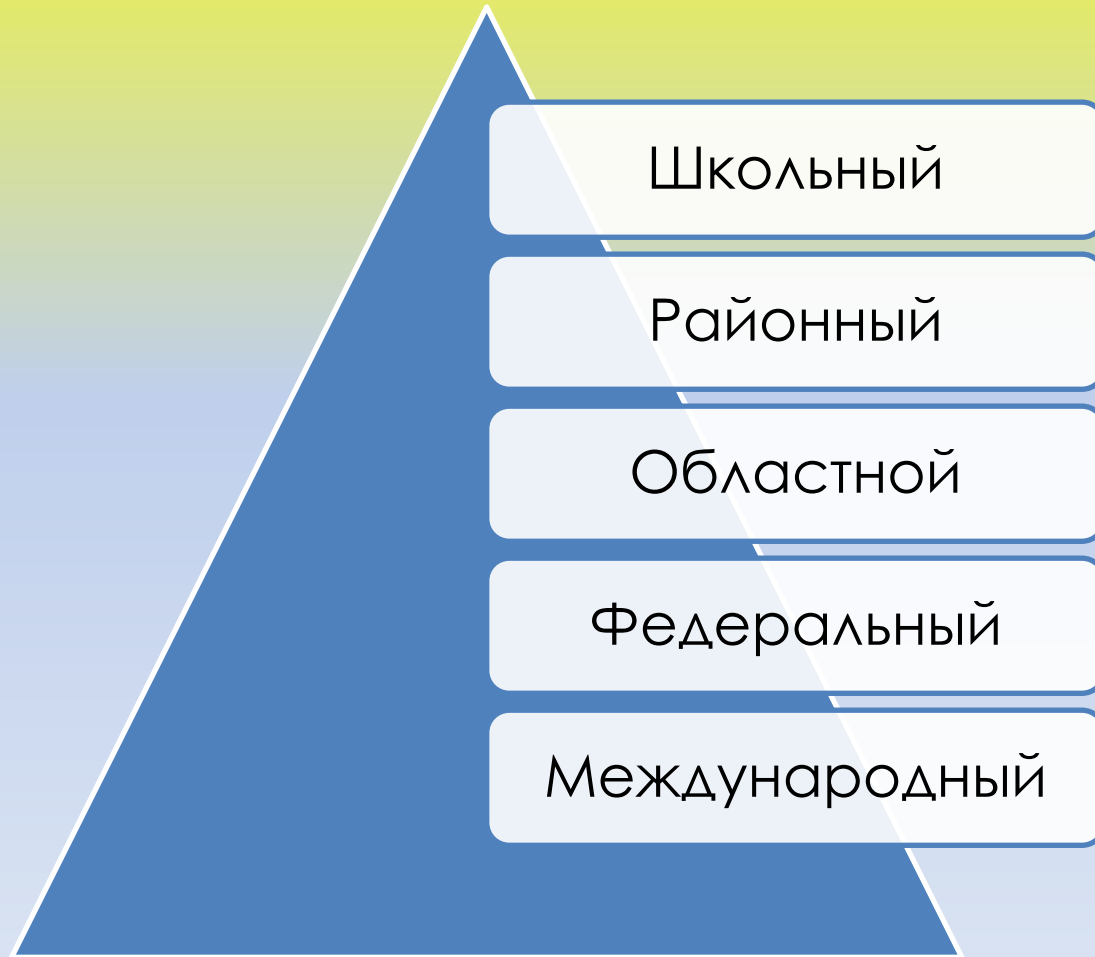 Школьный
Районный
Областной
Федеральный
Международный